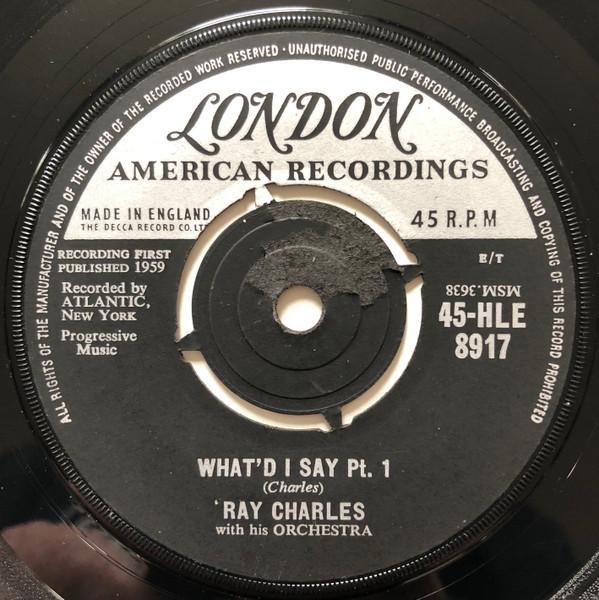 ALL RIGHTS OF THE MANUFACTURER AND OF THE OWNER OF THE RECORDED WORK RESERVED · UNAUTHORISED PUBLIC PERFORMANCE BROADCASTING AND COPYING OF THIS RECORD PROHIBITED
LONDON
AMERICAN RECORDINGS
MADE IN ENGLAND
THE DECCA RECORD CO. LT
45 R.P.M
RECORDING FIRST
PUBLISHED 1959
E/T
Recorded by
ATLANTIC,
NEW YORK
MSM.3638
45-HLE
8917
Progressive
Music
WHAT'D I SAY Pt. 1
(Charles)
RAY CHARLES
with his ORCHESTRA